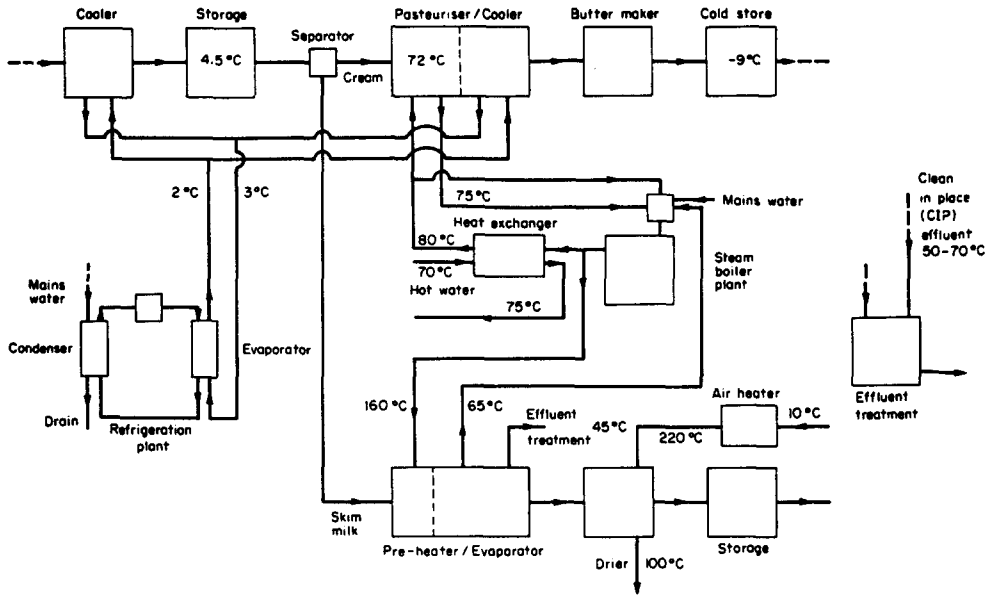 Cooler
Storage
Separator
Pasteuriser/Cooler
Butter maker
Cold store
4.5°C
72°C
-9°C
Cream
2°C
3°C
75°C
Mains water
Clean
in place
(CIP)
effluent
50-70°C
Heat exchanger
80°C
70°C
Hot water
75°C
Steam
boiler
plant
Mains
water
Condenser
Evaporator
Drain
Refrigeration
plant
Effluent
treatment
160°C
65°C
Effluent
treatment
45°C
220°C
Air heater
10°C
Skim
milk
Pre-heater/Evaporator
Drier
100°C
Storage